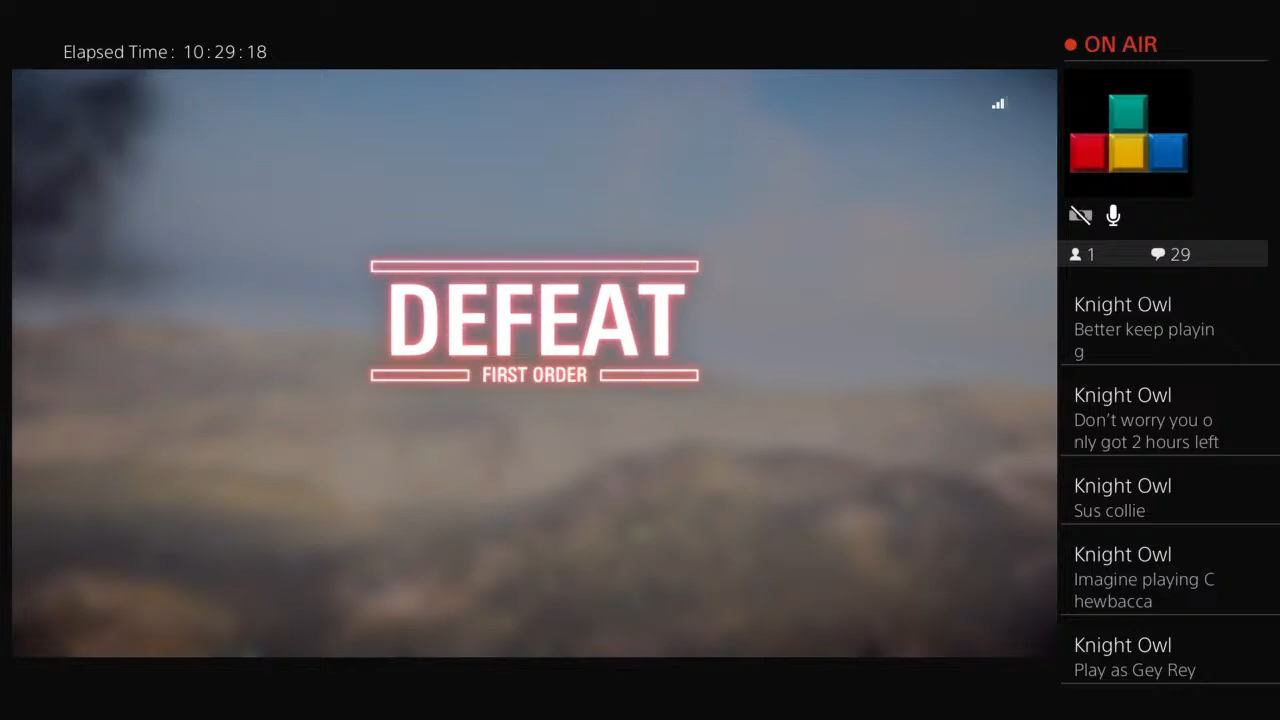 Elapsed Time: 10:29:18
ON AIR
DEFEAT
FIRST ORDER
1 29
Knight Owl
Better keep playin
g
Knight Owl
Don't worry you o
nly got 2 hours left
Knight Owl
Sus collie
Knight Owl
Imagine playing C
hewbacca
Knight Owl
Play as Gey Rey